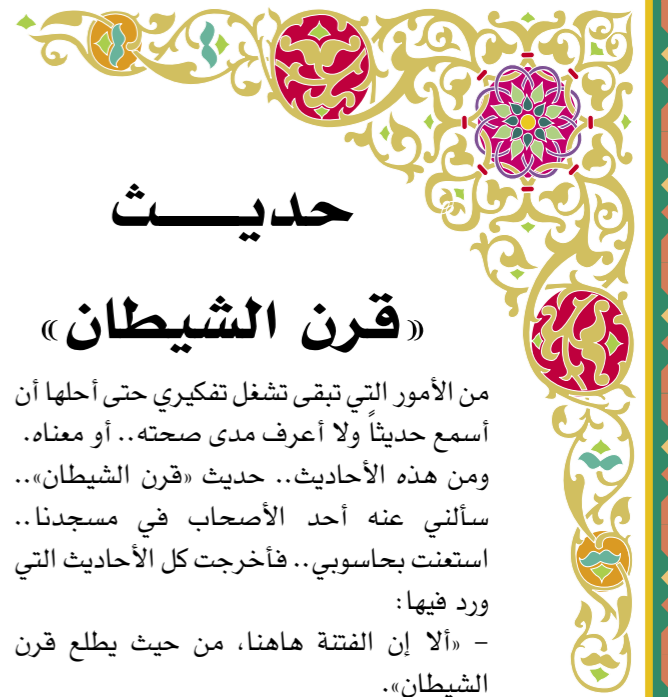 حديـــــث
«قرن الشيطان»
من الأمور التي تبقى تشغل تفكيري حتى أحلها أن
أسمع حديثاً ولا أعرف مدى صحته.. أو معناه.
ومن هذه الأحاديث.. حديث «قرن الشيطان»..
سألني عنه أحد الأصحاب في مسجدنا..
استعنت بحاسوبي.. فأخرجت كل الأحاديث التي
ورد فيها:
– «ألا إن الفتنة هاهنا، من حيث يطلع قرن
الشيطان».